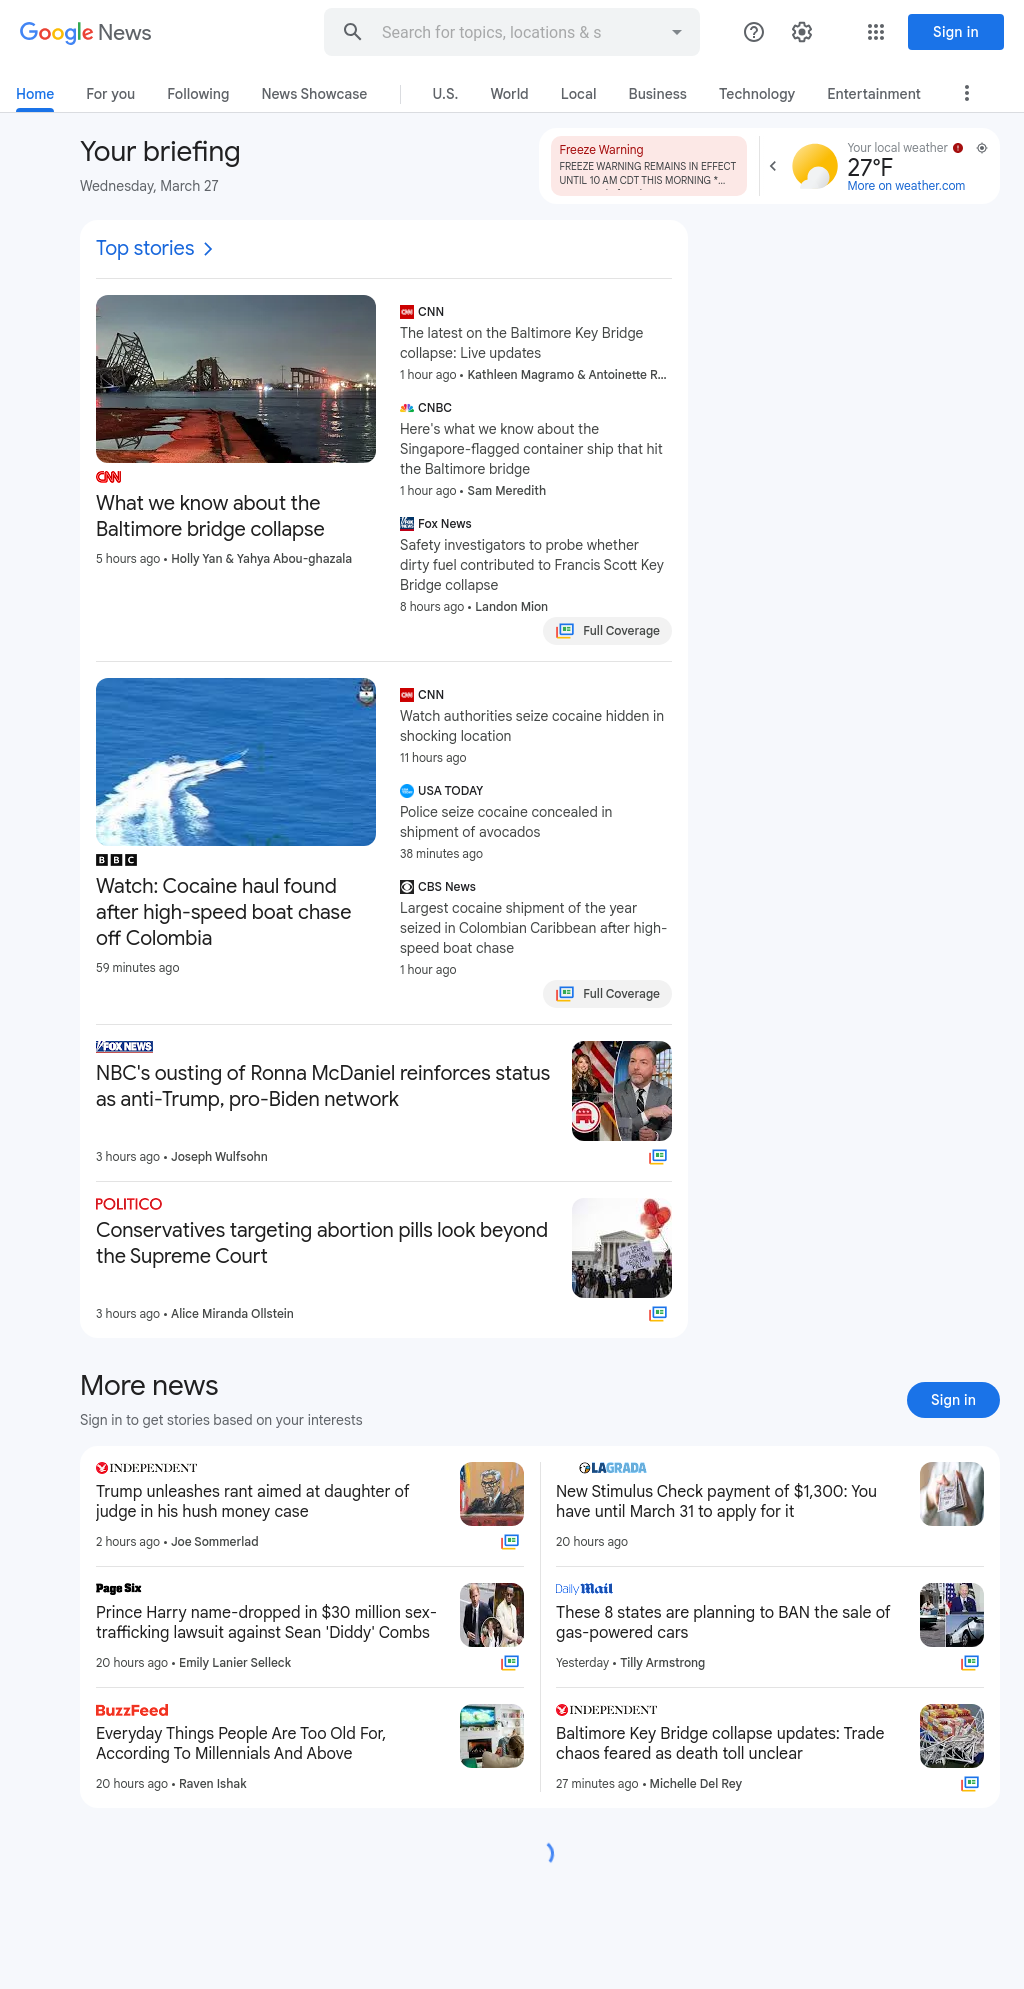 Google News
Search for topics, locations & s
Sign in
Home
For you
Following
News Showcase
U.S.
World
Local
Business
Technology
Entertainment
Your briefing
Wednesday, March 27
Freeze Warning
FREEZE WARNING REMAINS IN EFFECT
UNTIL 10 AM CDT THIS MORNING *...
Your local weather
27°F
More on weather.com
Top stories
CNN
What we know about the
Baltimore bridge collapse
5 hours ago • Holly Yan & Yahya Abou-ghazala
CNN
The latest on the Baltimore Key Bridge
collapse: Live updates
1 hour ago • Kathleen Magramo & Antoinette R...
CNBC
Here's what we know about the
Singapore-flagged container ship that hit
the Baltimore bridge
1 hour ago • Sam Meredith
Fox News
Safety investigators to probe whether
dirty fuel contributed to Francis Scott Key
Bridge collapse
8 hours ago • Landon Mion
Full Coverage
BBC
Watch: Cocaine haul found
after high-speed boat chase
off Colombia
59 minutes ago
CNN
Watch authorities seize cocaine hidden in
shocking location
11 hours ago
USA TODAY
Police seize cocaine concealed in
shipment of avocados
38 minutes ago
CBS News
Largest cocaine shipment of the year
seized in Colombian Caribbean after high-
speed boat chase
1 hour ago
Full Coverage
FOX NEWS
NBC's ousting of Ronna McDaniel reinforces status
as anti-Trump, pro-Biden network
3 hours ago • Joseph Wulfsohn
POLITICO
Conservatives targeting abortion pills look beyond
the Supreme Court
3 hours ago • Alice Miranda Ollstein
More news
Sign in to get stories based on your interests
Sign in
INDEPENDENT
Trump unleashes rant aimed at daughter of
judge in his hush money case
2 hours ago • Joe Sommerlad
Page Six
Prince Harry name-dropped in $30 million sex-
trafficking lawsuit against Sean 'Diddy' Combs
20 hours ago • Emily Lanier Selleck
BuzzFeed
Everyday Things People Are Too Old For,
According To Millennials And Above
20 hours ago • Raven Ishak
LAGRADA
New Stimulus Check payment of $1,300: You
have until March 31 to apply for it
20 hours ago
Daily Mail
These 8 states are planning to BAN the sale of
gas-powered cars
Yesterday • Tilly Armstrong
INDEPENDENT
Baltimore Key Bridge collapse updates: Trade
chaos feared as death toll unclear
27 minutes ago • Michelle Del Rey